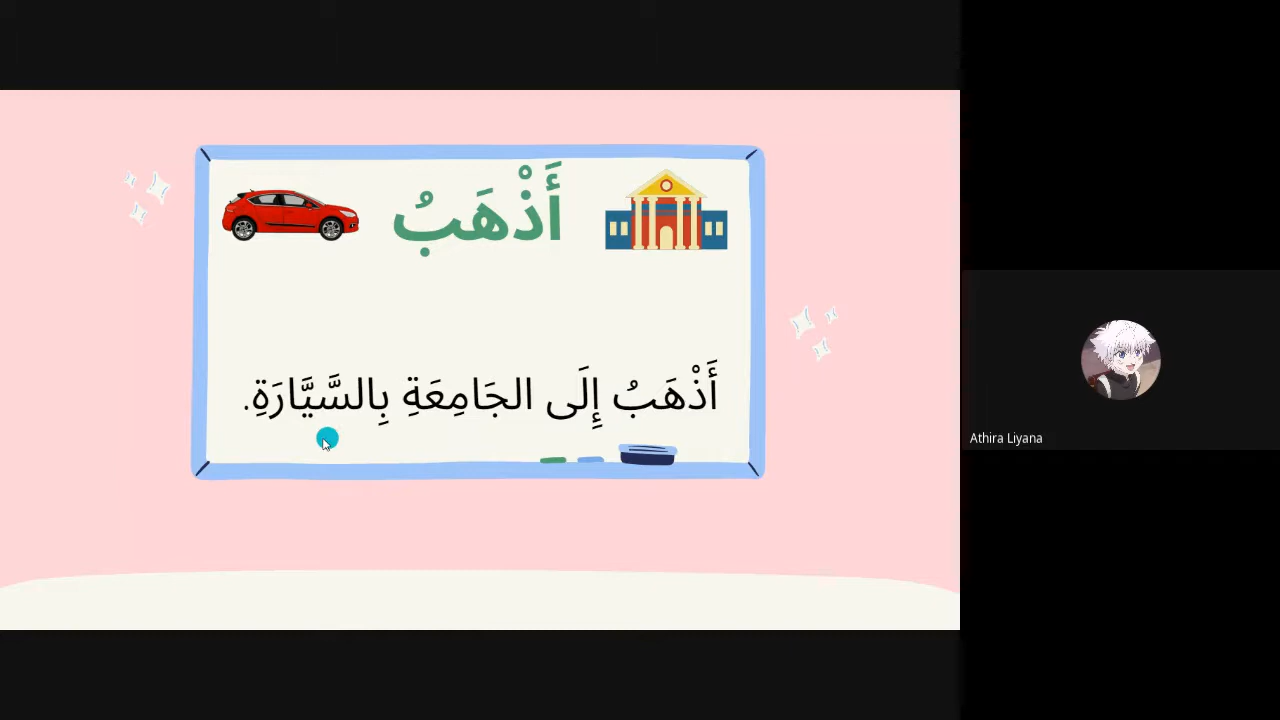 أَذْهَبُ
أَذْهَبُ إِلَى الجَامِعَةِ بِالسَّيَّارَةِ.
Athira Liyana